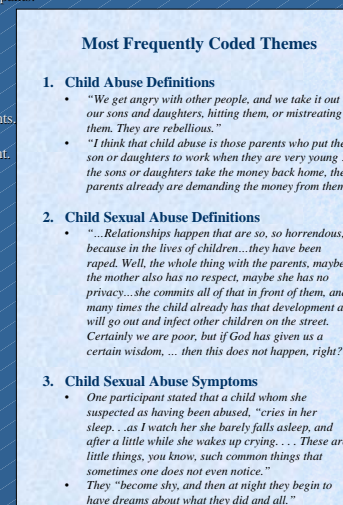 Most Frequently Coded Themes
1. Child Abuse Definitions
• “We get angry with other people, and we take it out
our sons and daughters, hitting them, or mistreating
them. They are rebellious.”
nts.
• “I think that child abuse is those parents who put the
son or daughters to work when they are very young
nt.
the sons or daughters take the money back home, the
parents already are demanding the money from them
2. Child Sexual Abuse Definitions
• “…Relationships happen that are so, so horrendous,
because in the lives of children…they have been
raped. Well, the whole thing with the parents, maybe
the mother also has no respect, maybe she has no
privacy…she commits all of that in front of them, and
many times the child already has that development a
will go out and infect other children on the street.
Certainly we are poor, but if God has given us a
certain wisdom, … then this does not happen, right?
3. Child Sexual Abuse Symptoms
• One participant stated that a child whom she
suspected as having been abused, “cries in her
sleep. . .as I watch her she barely falls asleep, and
after a little while she wakes up crying. . . . These are
little things, you know, such common things that
sometimes one does not even notice.”
• They “become shy, and then at night they begin to
have dreams about what they did and all.”